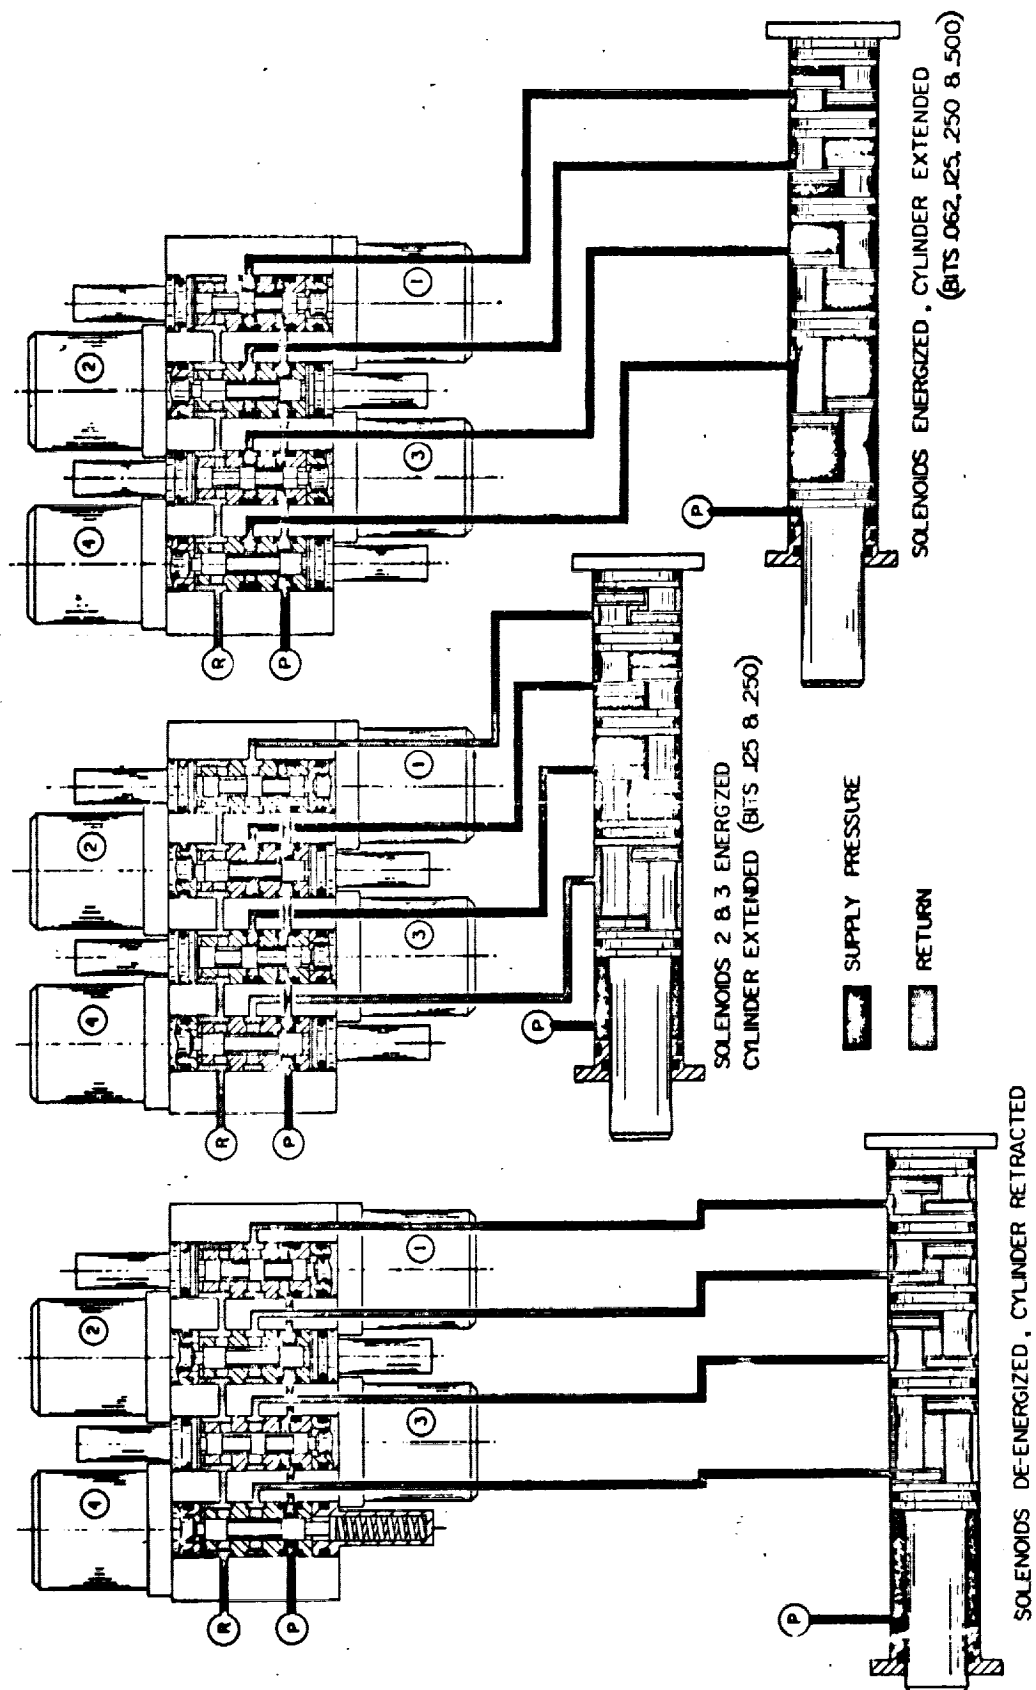 4
3
2
1
R
P
P
SOLENOIDS DE-ENERGIZED, CYLINDER RETRACTED
4
3
2
1
R
P
P
SOLENOIDS 2 & 3 ENERGIZED
CYLINDER EXTENDED (BITS .125 & .250)
SUPPLY PRESSURE
RETURN
4
3
2
1
R
P
P
SOLENOIDS ENERGIZED, CYLINDER EXTENDED
(BITS .062, .125, .250 & .500)